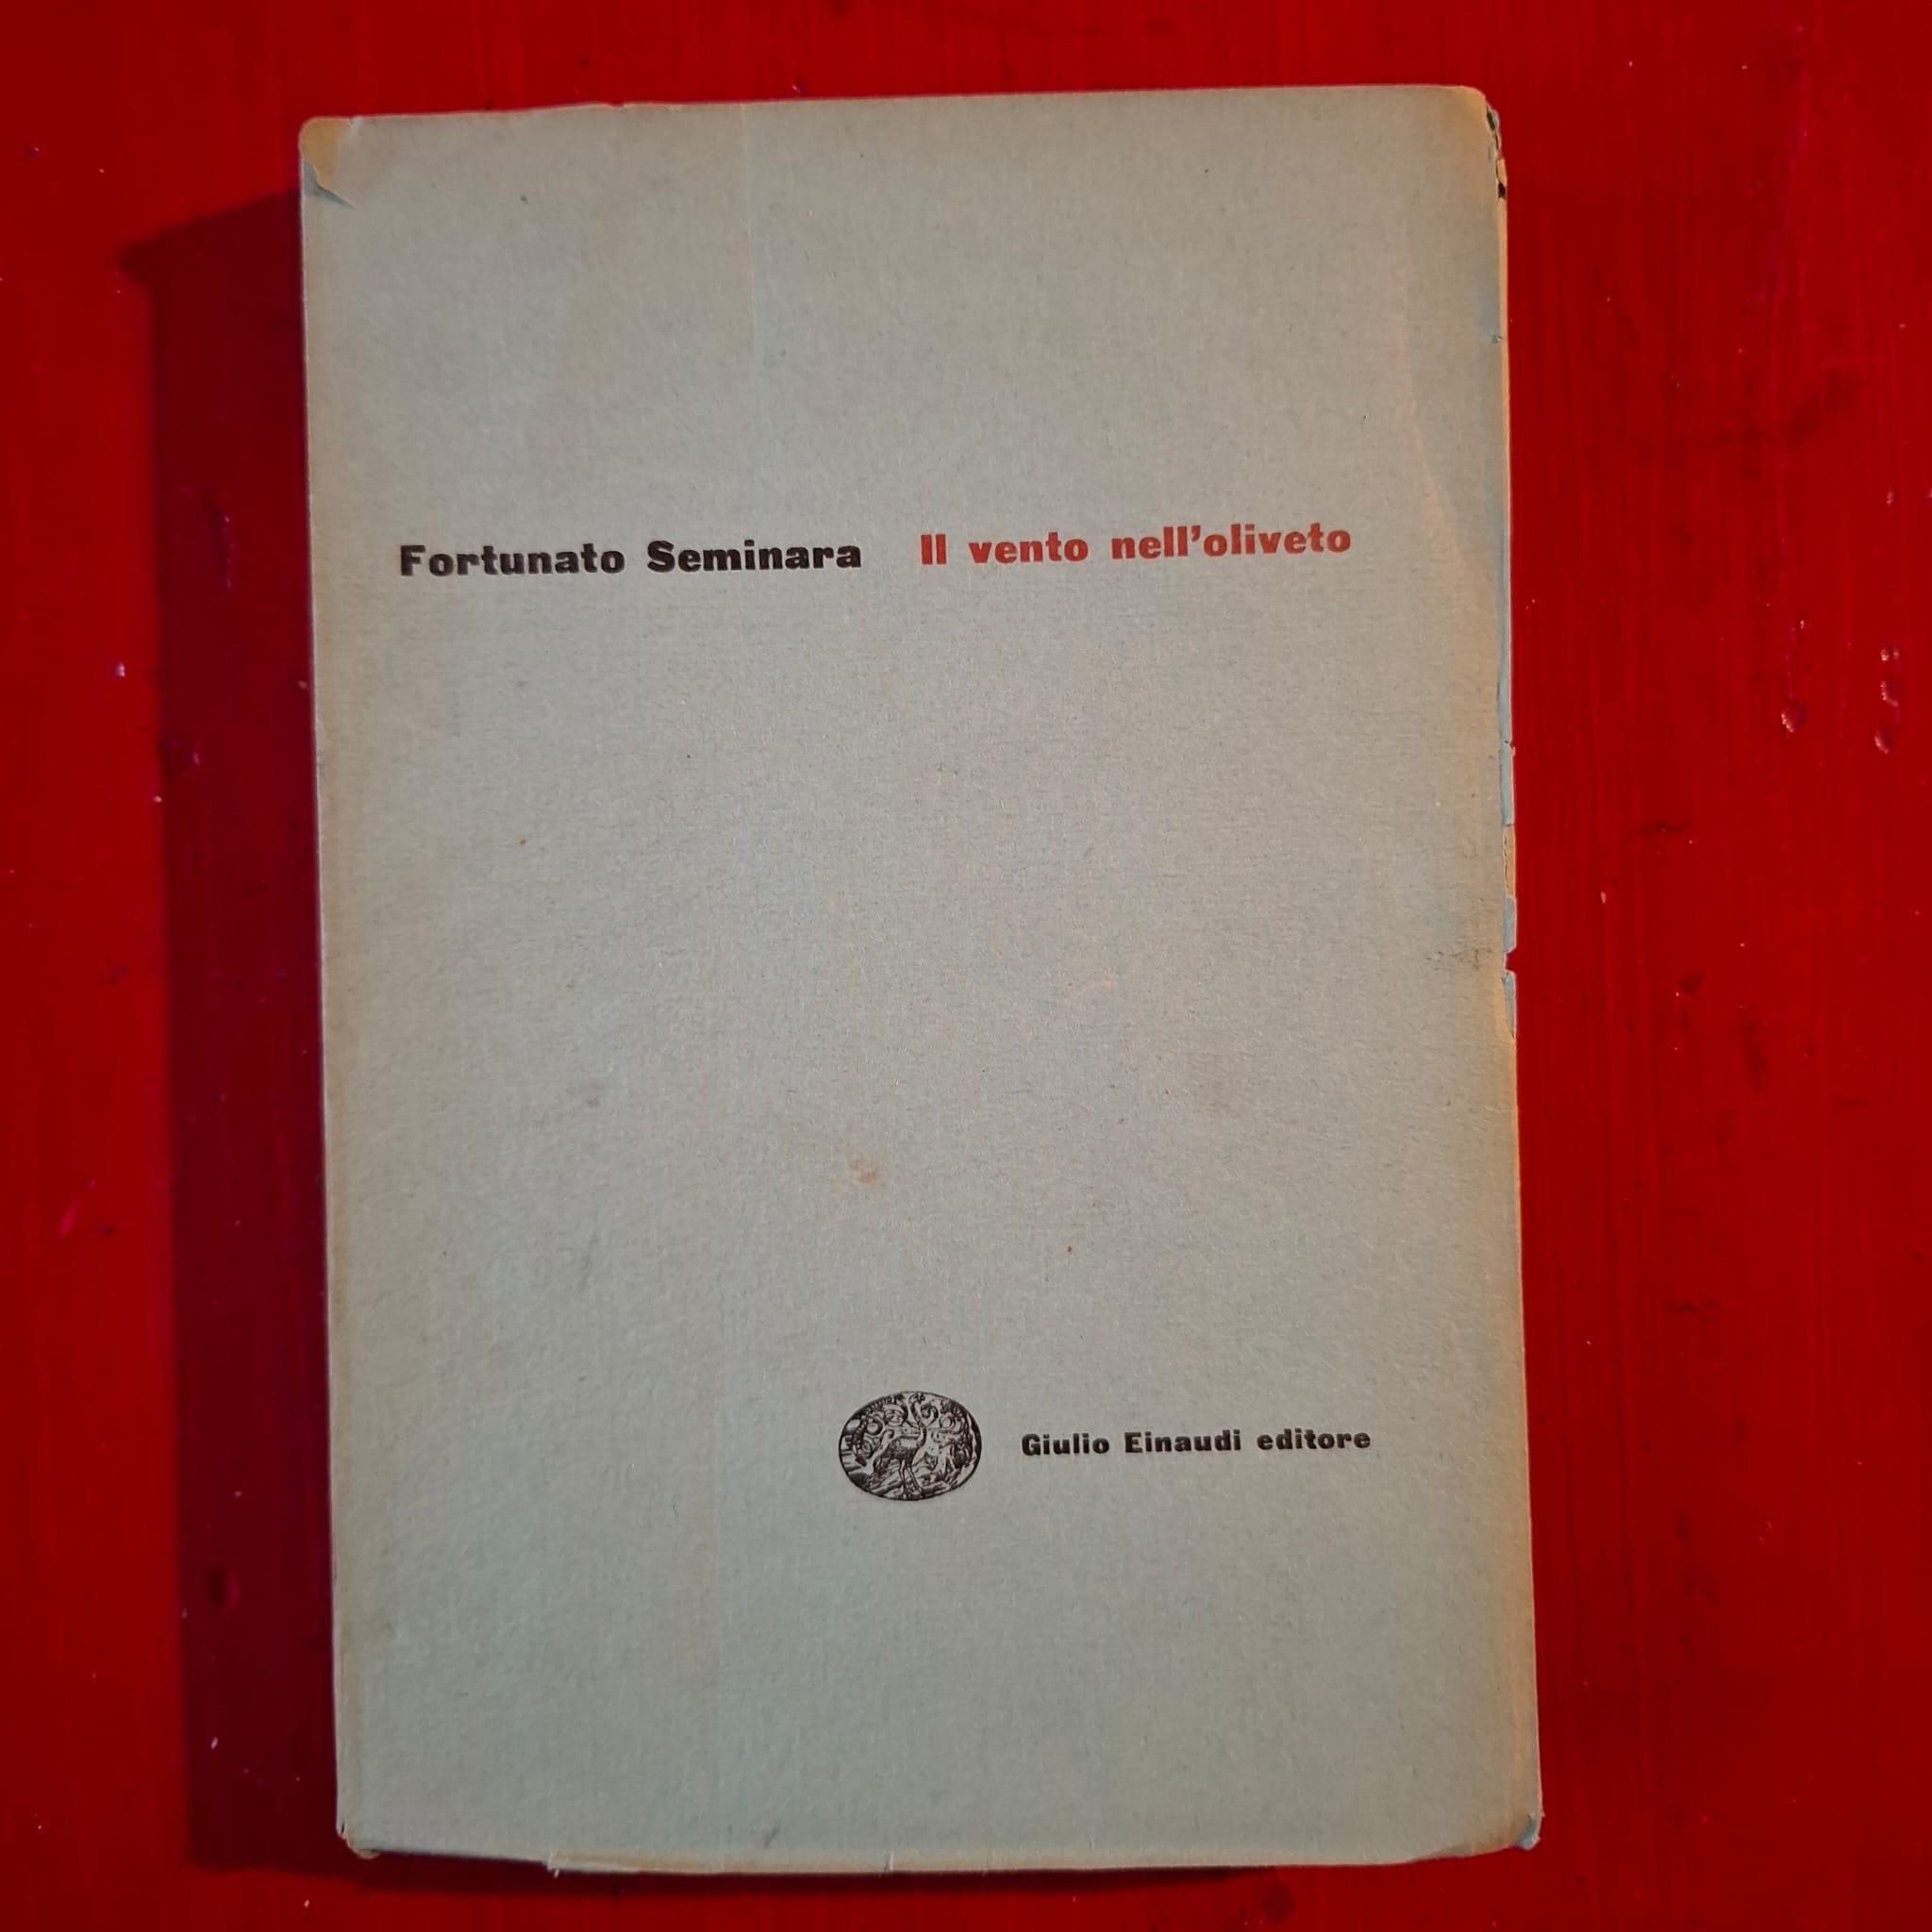 Fortunato Seminara Il vento nell'oliveto
Giulio Einaudi editore